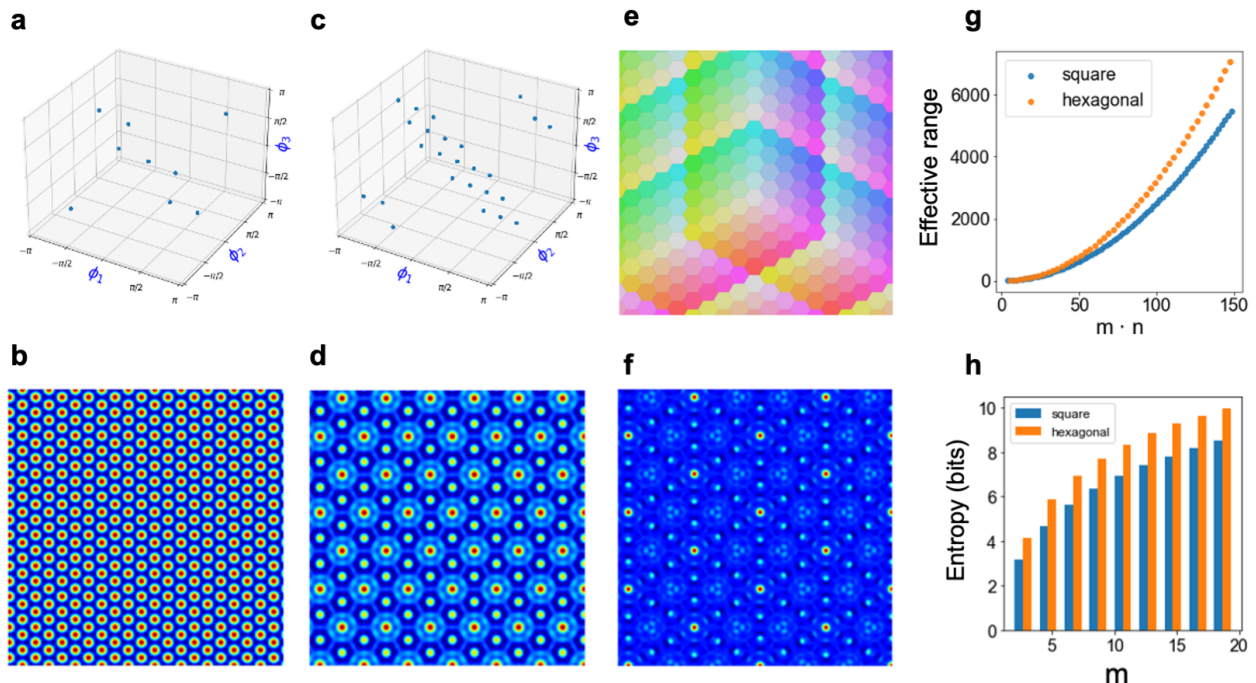 a
c
e
g
π
π/2
ϕ3
-π/2
-π
π
π/2
ϕ2
-π/2
-π
-π
-π/2
ϕ1
π/2
π
π
π/2
ϕ3
-π/2
-π
π
π/2
ϕ2
-π/2
-π
-π
-π/2
ϕ1
π/2
π
Effective range
6000
4000
2000
0
square
hexagonal
0
50
100
150
m · n
b
d
f
h
Entropy (bits)
10
8
6
4
2
0
square
hexagonal
5
10
15
20
m